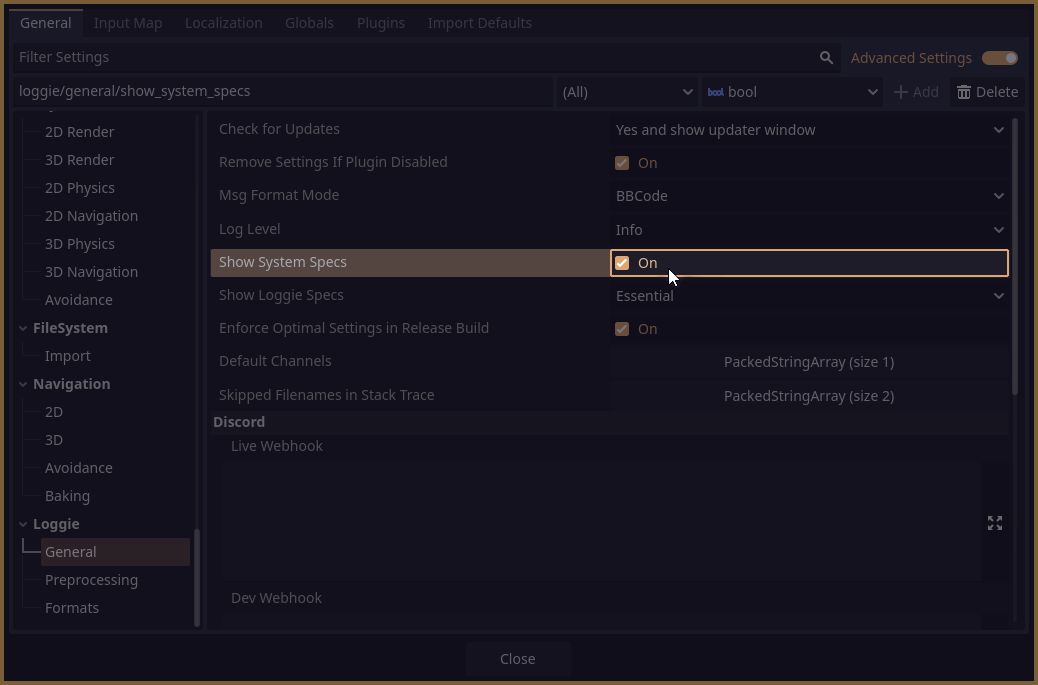 General Input Map Localization Globals Plugins Import Defaults
Filter Settings Advanced Settings
loggie/general/show_system_specs (All) bool bool Add Delete
2D Render
3D Render
2D Physics
2D Navigation
3D Physics
3D Navigation
Avoidance
FileSystem
Import
Navigation
2D
3D
Avoidance
Baking
Loggie
General
Preprocessing
Formats
Check for Updates Yes and show updater window
Remove Settings If Plugin Disabled On
Msg Format Mode BBCode
Log Level Info
Show System Specs On
Show Loggie Specs Essential
Enforce Optimal Settings in Release Build On
Default Channels PackedStringArray (size 1)
Skipped Filenames in Stack Trace PackedStringArray (size 2)
Discord
Live Webhook
Dev Webhook
Close